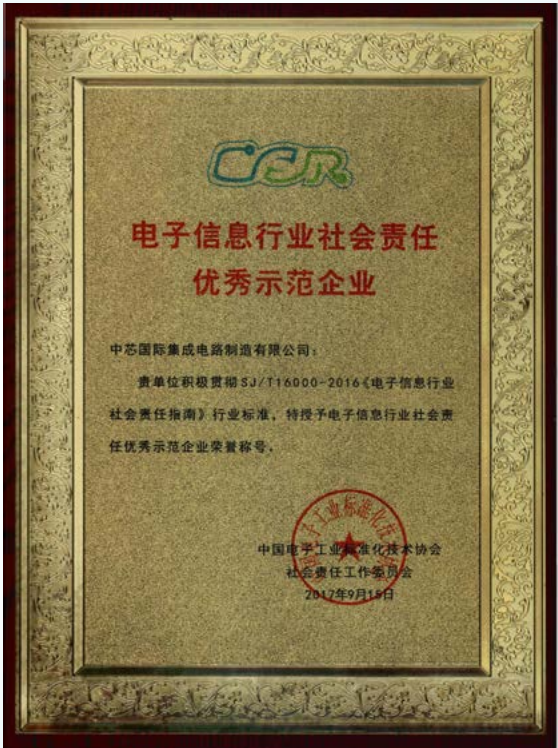 CSR
电子信息行业社会责任
优秀示范企业
中芯国际集成电路制造有限公司：
贵单位积极贯彻SJ/T16000-2016《电子信息行业
社会责任指南》行业标准，特授予电子信息行业社会责
任优秀示范企业荣誉称号。
中国电子工业标准化技术协会
社会责任工作委员会
2017年9月15日